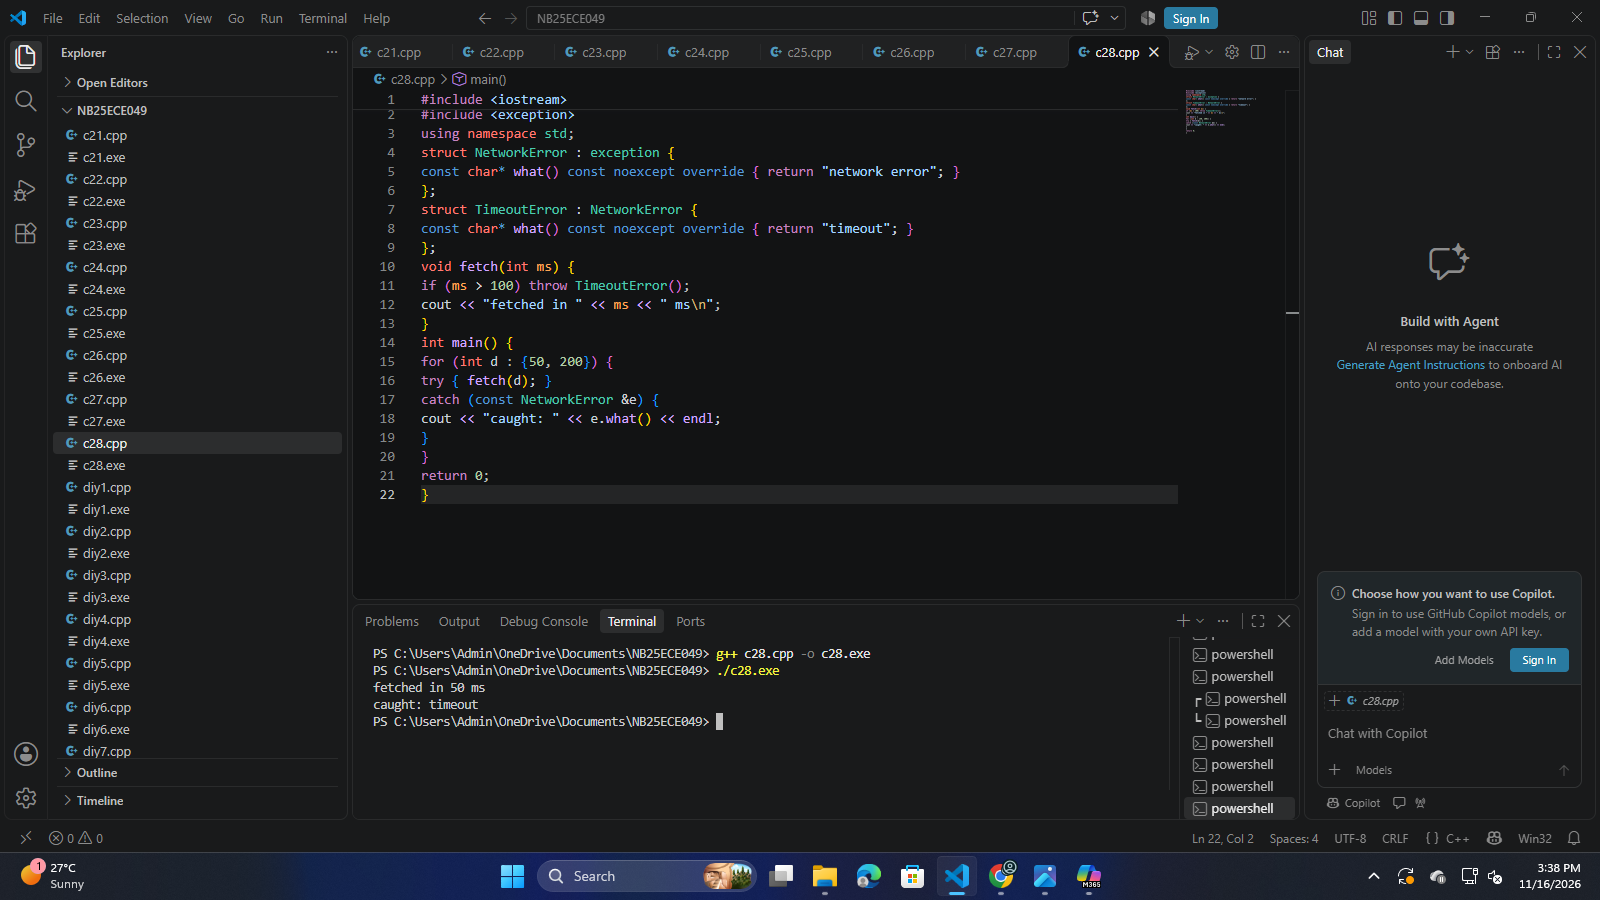 File Edit Selection View Go Run Terminal Help
NB25ECE049
Sign In
Explorer
Open Editors
NB25ECE049
c21.cpp
c21.exe
c22.cpp
c22.exe
c23.cpp
c23.exe
c24.cpp
c24.exe
c25.cpp
c25.exe
c26.cpp
c26.exe
c27.cpp
c27.exe
c28.cpp
c28.exe
diy1.cpp
diy1.exe
diy2.cpp
diy2.exe
diy3.cpp
diy3.exe
diy4.cpp
diy4.exe
diy5.cpp
diy5.exe
diy6.cpp
diy6.exe
diy7.cpp
Outline
Timeline
c21.cpp c22.cpp c23.cpp c24.cpp c25.cpp c26.cpp c27.cpp c28.cpp
c28.cpp > main()
1 #include <iostream>
2 #include <exception>
3 using namespace std;
4 struct NetworkError : exception {
5 const char* what() const noexcept override { return "network error"; }
6 };
7 struct TimeoutError : NetworkError {
8 const char* what() const noexcept override { return "timeout"; }
9 };
10 void fetch(int ms) {
11 if (ms > 100) throw TimeoutError();
12 cout << "fetched in " << ms << " ms\n";
13 }
14 int main() {
15 for (int d : {50, 200}) {
16 try { fetch(d); }
17 catch (const NetworkError &e) {
18 cout << "caught: " << e.what() << endl;
19 }
20 }
21 return 0;
22 }
Problems Output Debug Console Terminal Ports
PS C:\Users\Admin\OneDrive\Documents\NB25ECE049> g++ c28.cpp -o c28.exe
PS C:\Users\Admin\OneDrive\Documents\NB25ECE049> ./c28.exe
fetched in 50 ms
caught: timeout
PS C:\Users\Admin\OneDrive\Documents\NB25ECE049>
powershell
powershell
powershell
powershell
powershell
powershell
powershell
powershell
Chat
Build with Agent
AI responses may be inaccurate
Generate Agent Instructions to onboard AI
onto your codebase.
Choose how you want to use Copilot.
Sign in to use GitHub Copilot models, or
add a model with your own API key.
Add Models Sign In
c28.cpp
Chat with Copilot
Models
Copilot
0 0
Ln 22, Col 2 Spaces: 4 UTF-8 CRLF { } C++ Win32
1
27°C
Sunny
Search
M365
3:38 PM
11/16/2026